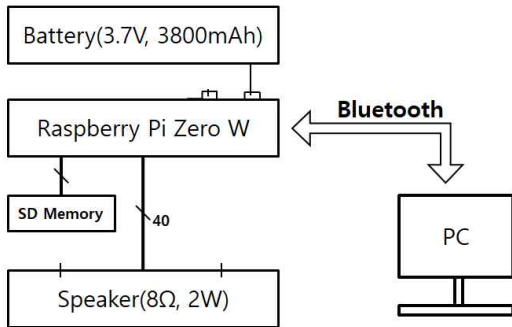 Battery(3.7V, 3800mAh)
Raspberry Pi Zero W
Bluetooth
SD Memory
40
PC
Speaker(8Ω, 2W)